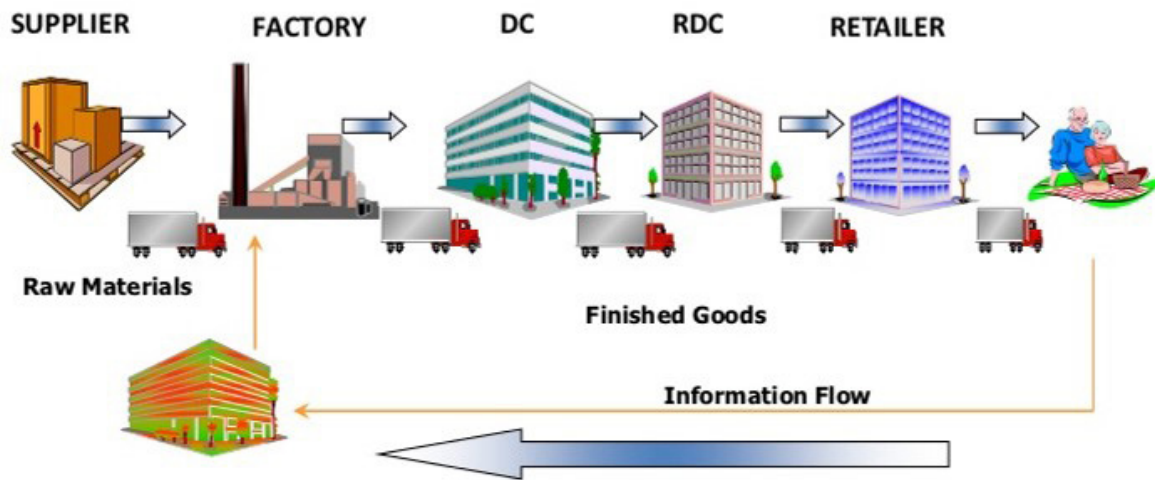 SUPPLIER
FACTORY
DC
RDC
RETAILER
Raw Materials
Finished Goods
Information Flow